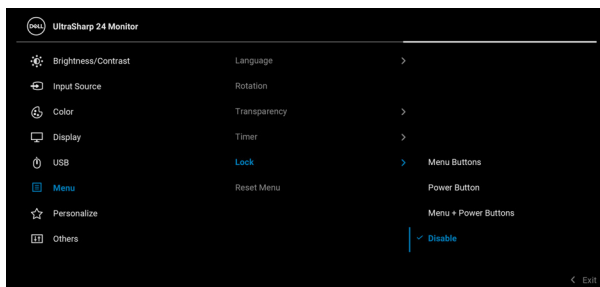 DELL UltraSharp 24 Monitor
Brightness/Contrast Language
Input Source Rotation
Color Transparency
Display Timer
USB Lock Menu Buttons
Menu Reset Menu Power Button
Personalize Menu + Power Buttons
Others Disable
Exit